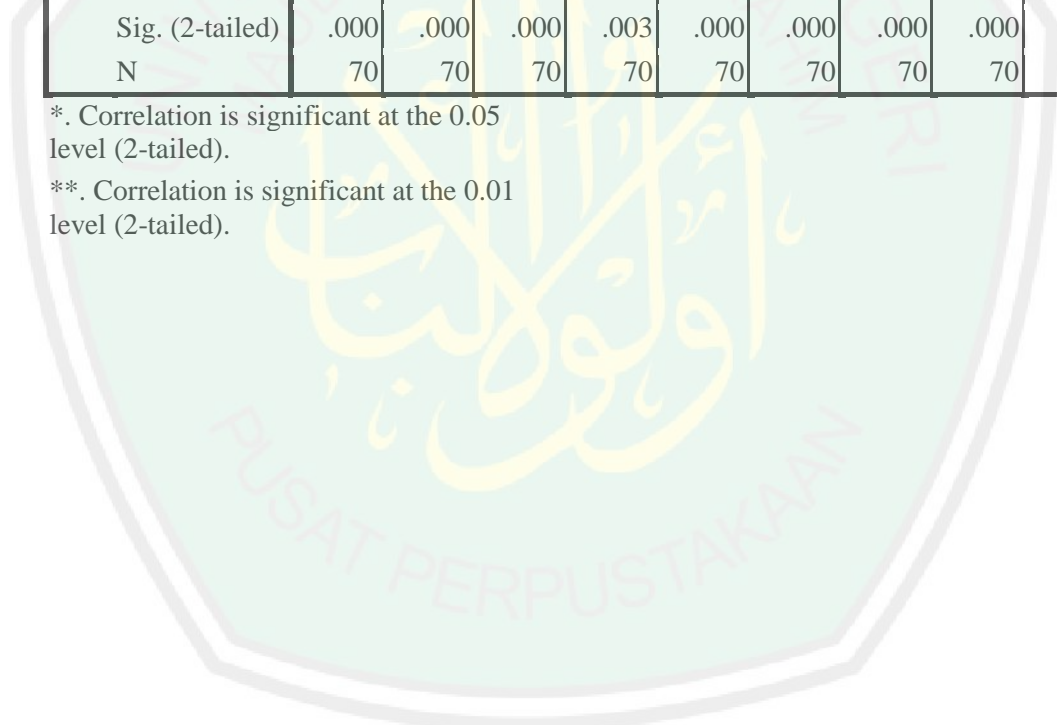 Sig. (2-tailed) .000 .000 .000 .003 .000 .000 .000 .000
N 70 70 70 70 70 70 70 70
*. Correlation is significant at the 0.05
level (2-tailed).
**. Correlation is significant at the 0.01
level (2-tailed).
PUSAT PERPUSTAKAAN